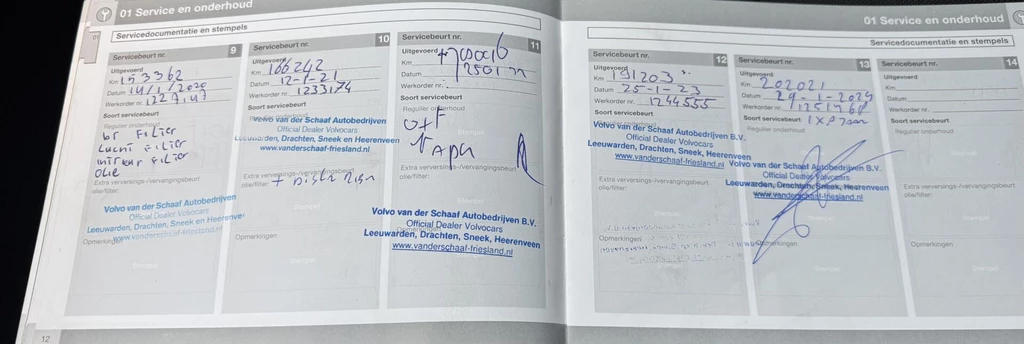 01 Service en onderhoud
Servicedocumentatie en stempels
Servicebeurt nr. 9
Uitgevoerd
Km 153362
Datum 14/1/2020
Werkorder nr. 1227147
Soort servicebeurt
Regulier onderhoud
Br Filter
Lucht Filter
Filter
Olie
Extra verversings-/vervangingsbeurt
olie/filter:
Volvo van der Schaaf Autobedrijven
Official Dealer Volvocars
Leeuwarden, Drachten, Sneek en Heerenveen
Opmerkingen www.vanderschaaf-friesland.nl
Servicebeurt nr. 10
Uitgevoerd
Km 166242
Datum 12-1-21
Werkorder nr. 1233174
Soort servicebeurt
Volvo van der Schaaf Autobedrijven
Official Dealer Volvocars
Leeuwarden, Drachten, Sneek en Heerenveen
www.vanderschaaf-friesland.nl
Extra verversings-/vervangingsbeurt
olie/filter:
Opmerkingen
Servicebeurt nr. 11
Uitgevoerd
Km
Datum
Werkorder nr.
Soort servicebeurt
Regulier onderhoud
Extra verversings-/vervangingsbeurt
olie/filter:
Volvo van der Schaaf Autobedrijven B.V.
Official Dealer Volvocars
Leeuwarden, Drachten, Sneek, Heerenveen
www.vanderschaaf-friesland.nl
12
01 Service en onderhoud
Servicedocumentatie en stempels
Servicebeurt nr. 12
Uitgevoerd
Km 191203
Datum 25-1-23
Werkorder nr. 1244555
Soort servicebeurt
Volvo van der Schaaf Autobedrijven B.V.
Official Dealer Volvocars
Leeuwarden, Drachten, Sneek, Heerenveen
www.vanderschaaf-friesland.nl
Extra verversings-/vervangingsbeurt
olie/filter:
Opmerkingen
Servicebeurt nr. 13
Uitgevoerd
Km 202021
Datum 29-1-2024
Werkorder nr. 1251768
Soort servicebeurt
Regulier onderhoud
Volvo van der Schaaf Autobedrijven B.V.
Official Dealer Volvocars
Leeuwarden, Drachten, Sneek, Heerenveen
www.vanderschaaf-friesland.nl
Opmerkingen
Servicebeurt nr. 14
Uitgevoerd
Km
Datum
Werkorder nr.
Soort servicebeurt
Regulier onderhoud
Extra verversings-/vervangingsbeurt
olie/filter:
Opmerkingen